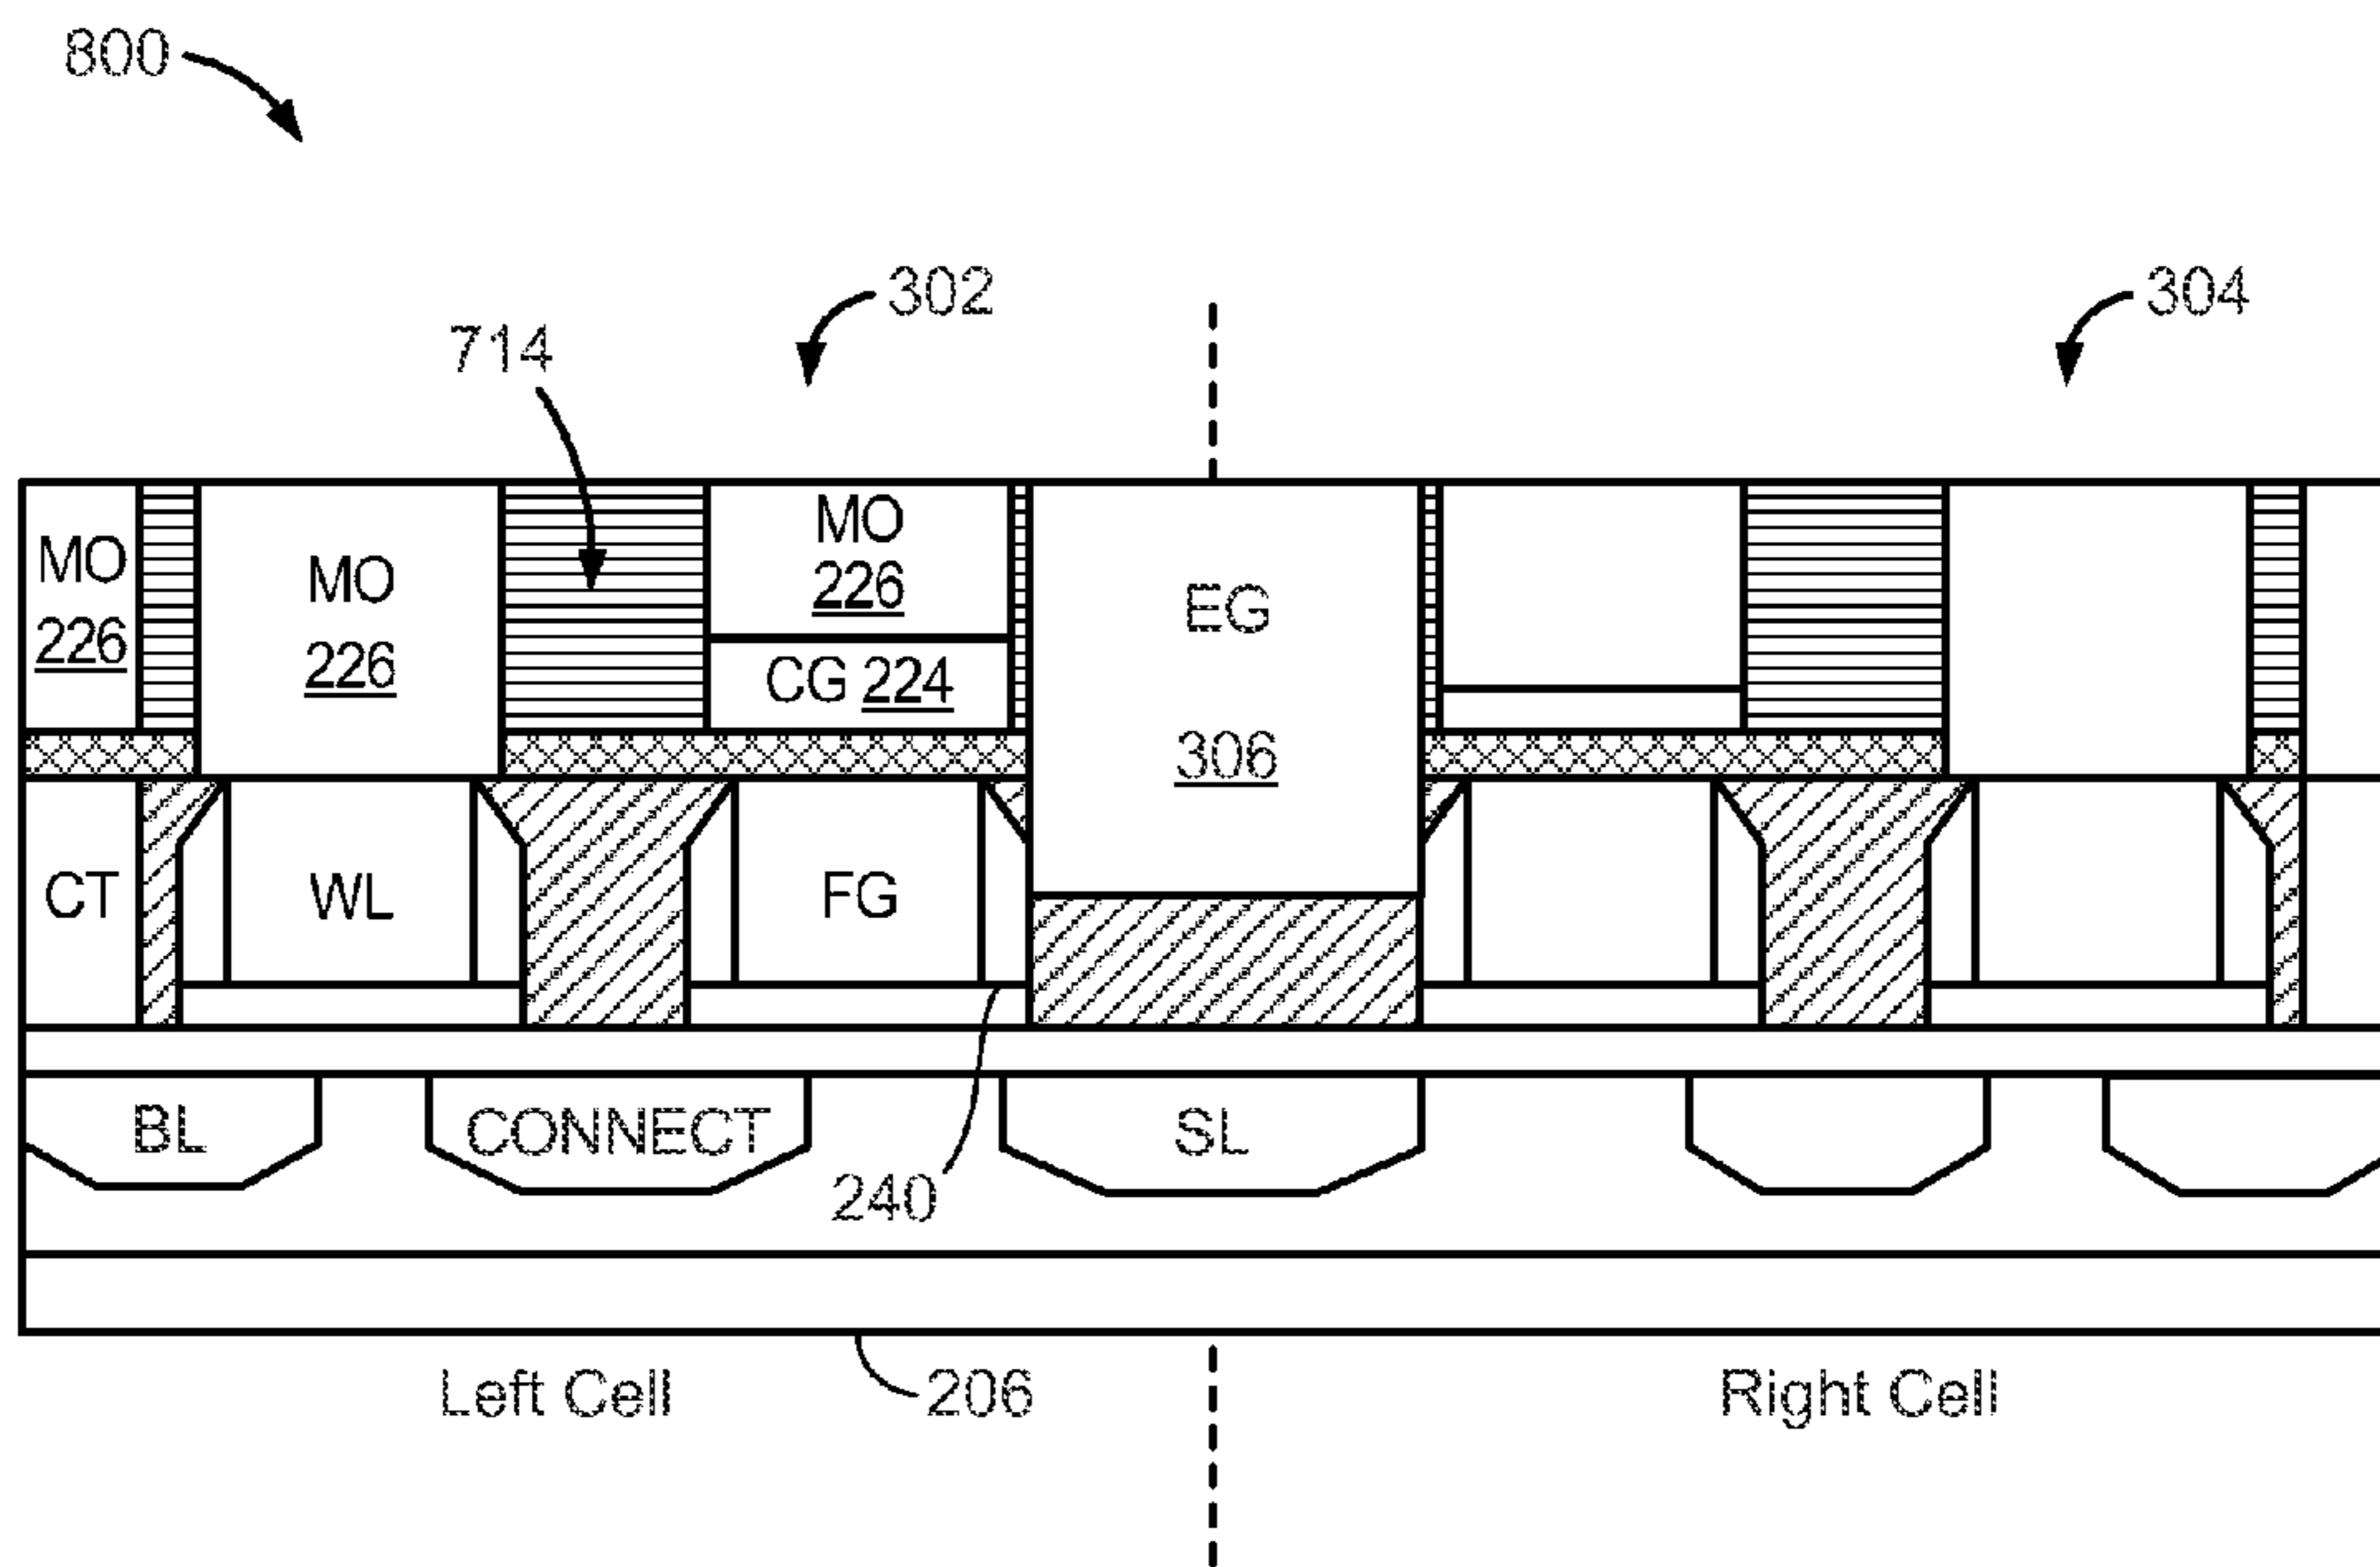 800
302
304
714
MO
226
MO
226
MO
226
CG 224
EG
306
CT
WL
FG
BL
CONNECT
SL
240
206
Left Cell
Right Cell